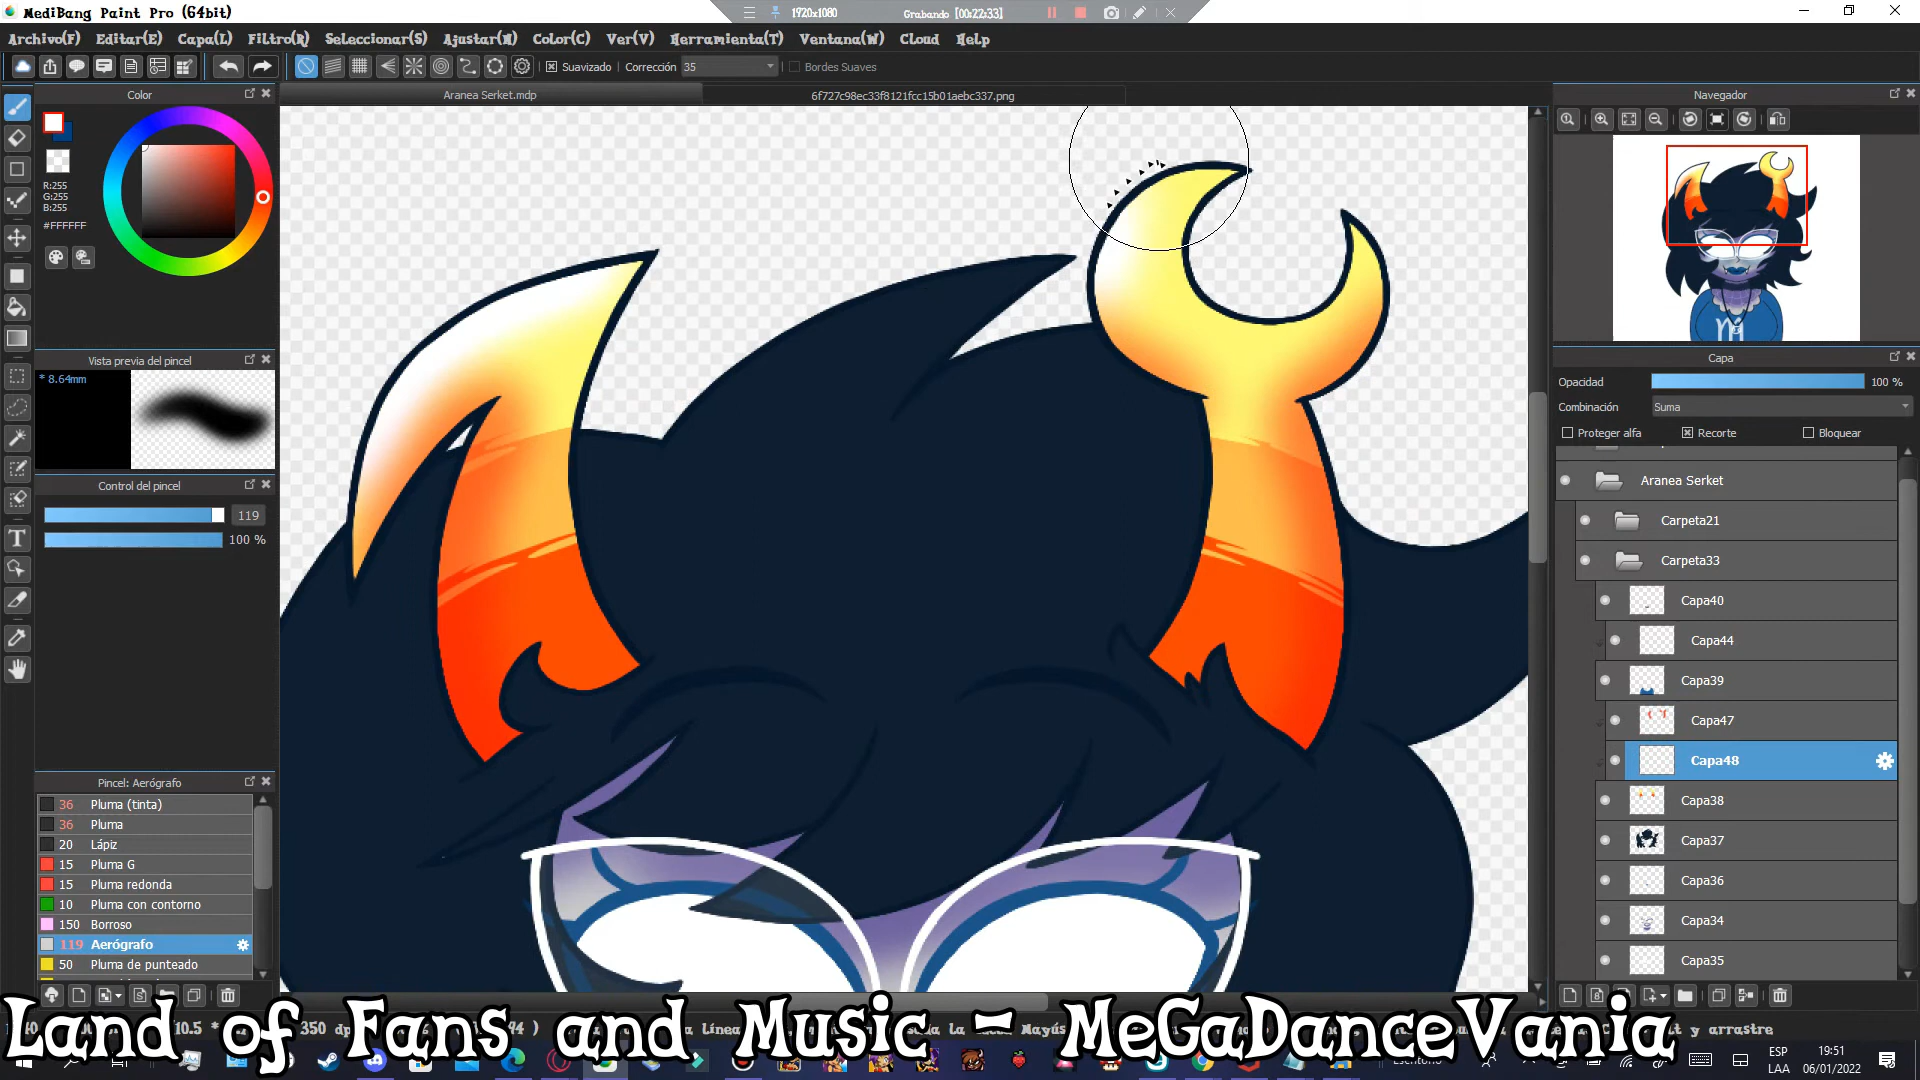 MediBang Paint Pro (64bit)
1920x1080 Grabando [00:22:33]
Archivo(F) Editar(E) Capa(L) Filtro(R) Seleccionar(S) Ajustar(N) Color(C) Ver(V) Herramienta(T) Ventana(W) Cloud Help
Suavizado Corrección 35 Bordes Suaves
Color
Aranea Serket.mdp
6f727c98ec33f8121fcc15b01aebc337.png
Navegador
R:255
G:255
B:255
#FFFFFF
Vista previa del pincel
* 8.64mm
Control del pincel
119
100 %
Capa
Opacidad 100 %
Combinación Suma
Proteger alfa Recorte Bloquear
Aranea Serket
Carpeta21
Carpeta33
Capa40
Capa44
Capa39
Capa47
Capa48
Capa38
Capa37
Capa36
Capa34
Capa35
Pincel: Aerógrafo
36 Pluma (tinta)
36 Pluma
20 Lápiz
15 Pluma G
15 Pluma redonda
10 Pluma con contorno
150 Borroso
119 Aerógrafo
50 Pluma de punteado
Land of Fans and Music - MeGaDanceVania
350
y arrastre
ESP
LAA
19:51
06/01/2022